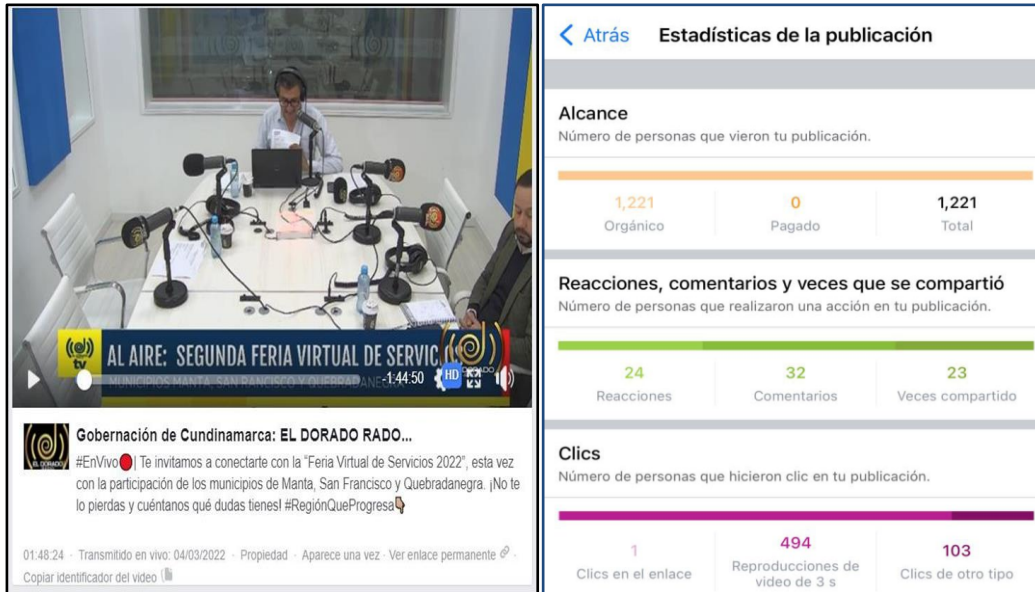 AL AIRE: SEGUNDA FERIA VIRTUAL DE SERVIC
MUNICIPIOS MANTA, SAN RANCISCO Y QUEBRADANEGRA
tv
-1:44:50
HD
EL DORADO
Gobernación de Cundinamarca: EL DORADO RADO...
#EnVivo🔴| Te invitamos a conectarte con la “Feria Virtual de Servicios 2022”, esta vez
con la participación de los municipios de Manta, San Francisco y Quebradanegra. ¡No te
lo pierdas y cuéntanos qué dudas tienes! #RegiónQueProgresa👇
01:48:24 · Transmitido en vivo: 04/03/2022 · Propiedad · Aparece una vez · Ver enlace permanente ·
Copiar identificador del video
Atrás Estadísticas de la publicación
Alcance
Número de personas que vieron tu publicación.
1,221 0 1,221
Orgánico Pagado Total
Reacciones, comentarios y veces que se compartió
Número de personas que realizaron una acción en tu publicación.
24 32 23
Reacciones Comentarios Veces compartido
Clics
Número de personas que hicieron clic en tu publicación.
1 494 103
Clics en el enlace Reproducciones de video de 3 s Clics de otro tipo